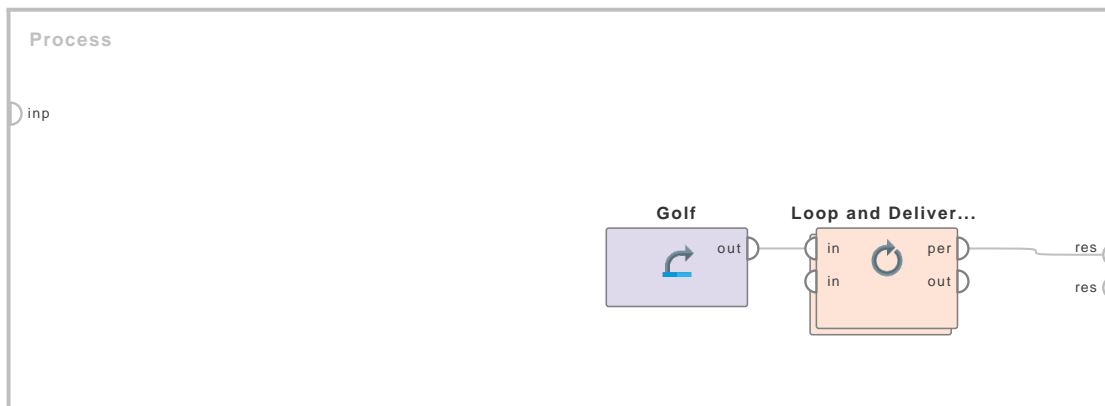 Process
inp
Golf
Loop and Deliver...
out
in
per
res
in
out
res